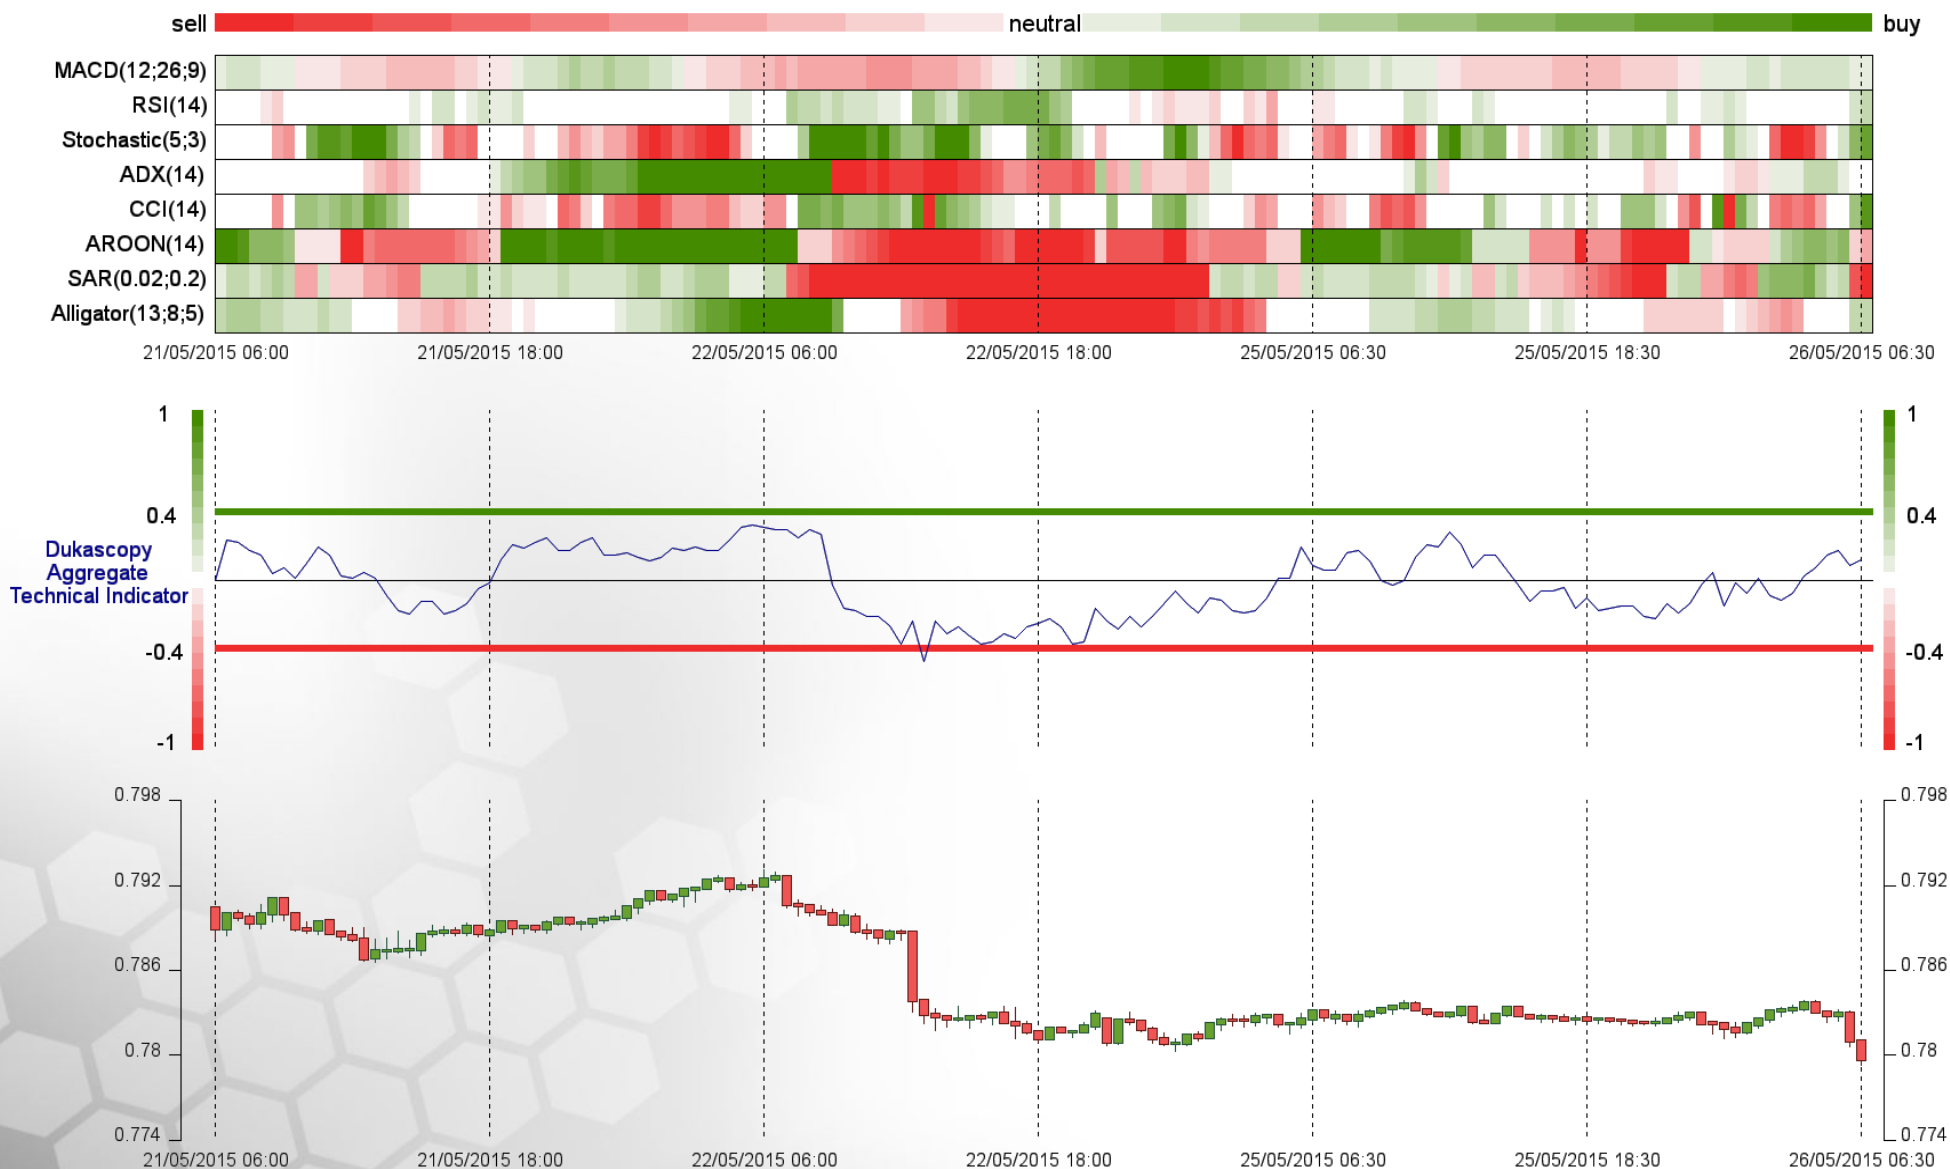 sell neutral buy
MACD(12;26;9)
RSI(14)
Stochastic(5;3)
ADX(14)
CCI(14)
AROON(14)
SAR(0.02;0.2)
Alligator(13;8;5)
21/05/2015 06:00 21/05/2015 18:00 22/05/2015 06:00 22/05/2015 18:00 25/05/2015 06:30 25/05/2015 18:30 26/05/2015 06:30
1 1
0.4 0.4
Dukascopy
Aggregate
Technical Indicator
-0.4 -0.4
-1 -1
0.798 0.798
0.792 0.792
0.786 0.786
0.78 0.78
0.774 0.774
21/05/2015 06:00 21/05/2015 18:00 22/05/2015 06:00 22/05/2015 18:00 25/05/2015 06:30 25/05/2015 18:30 26/05/2015 06:30